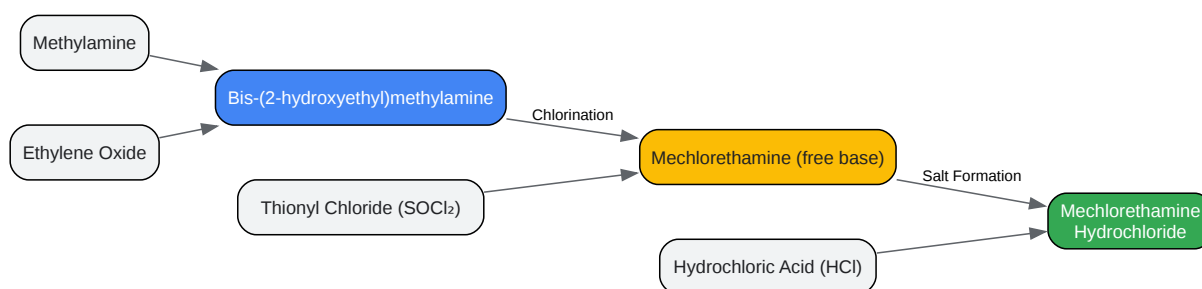 Methylamine
Bis-(2-hydroxyethyl)methylamine
Ethylene Oxide
Chlorination
Mechlorethamine (free base)
Thionyl Chloride (SOCl₂)
Salt Formation
Mechlorethamine
Hydrochloride
Hydrochloric Acid (HCl)